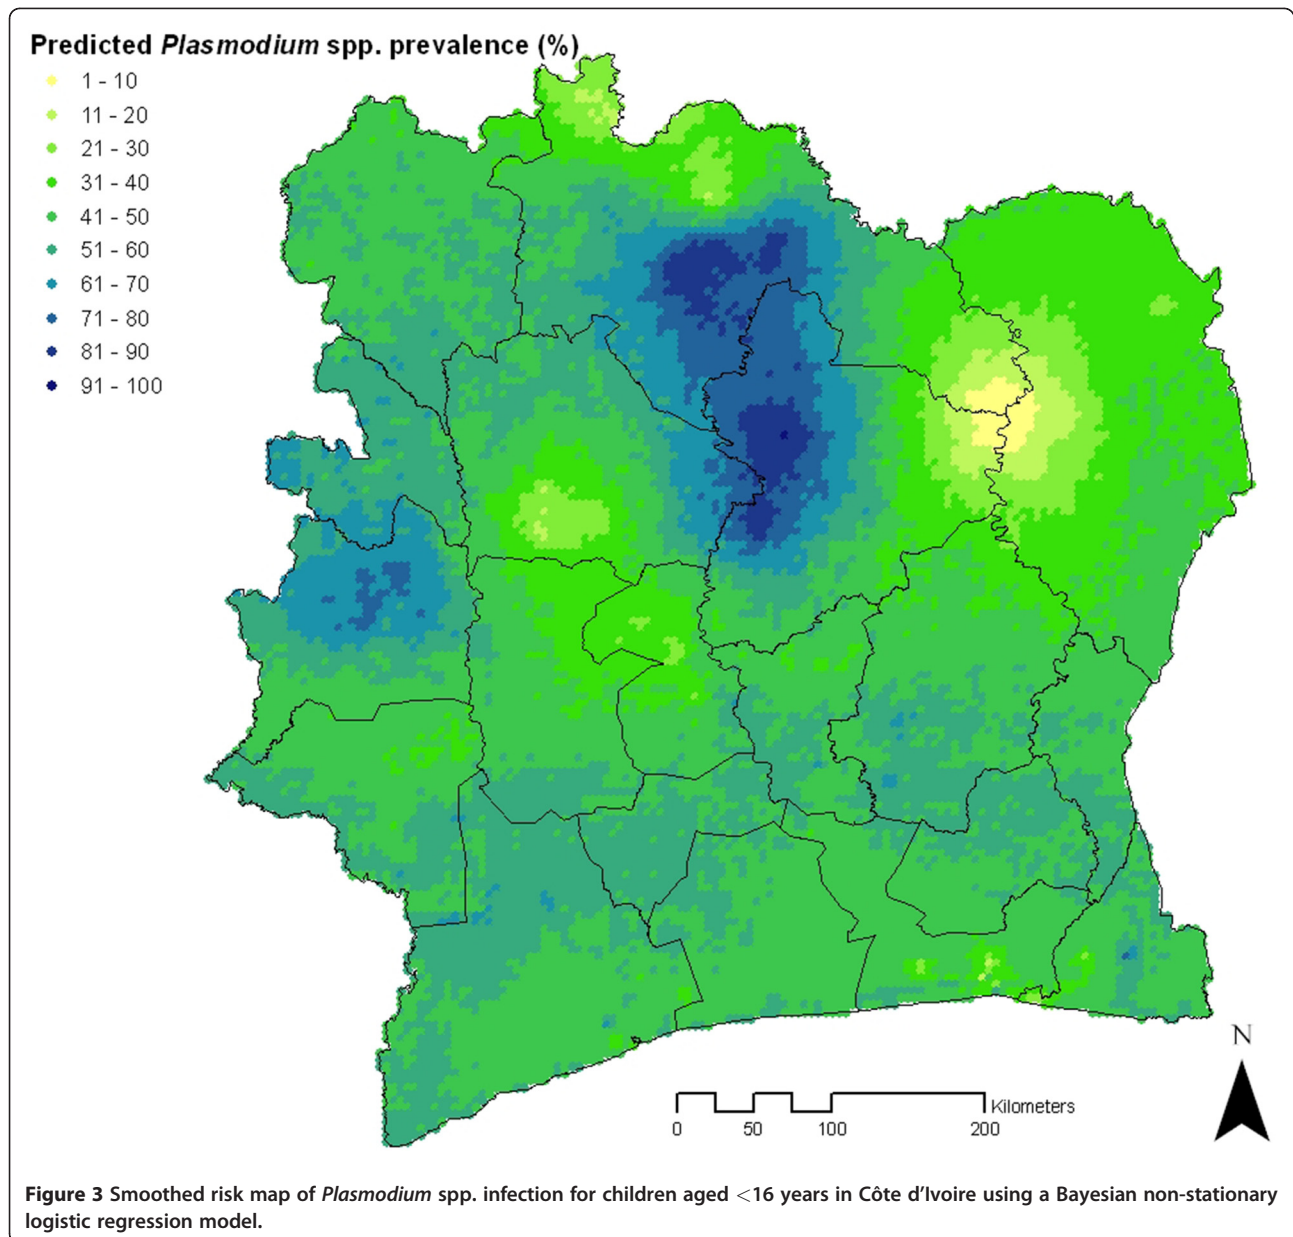 Predicted Plasmodium spp. prevalence (%)
1 - 10
11 - 20
21 - 30
31 - 40
41 - 50
51 - 60
61 - 70
71 - 80
81 - 90
91 - 100
N
Kilometers
0 50 100 200
Figure 3 Smoothed risk map of Plasmodium spp. infection for children aged <16 years in Côte d’Ivoire using a Bayesian non-stationary
logistic regression model.